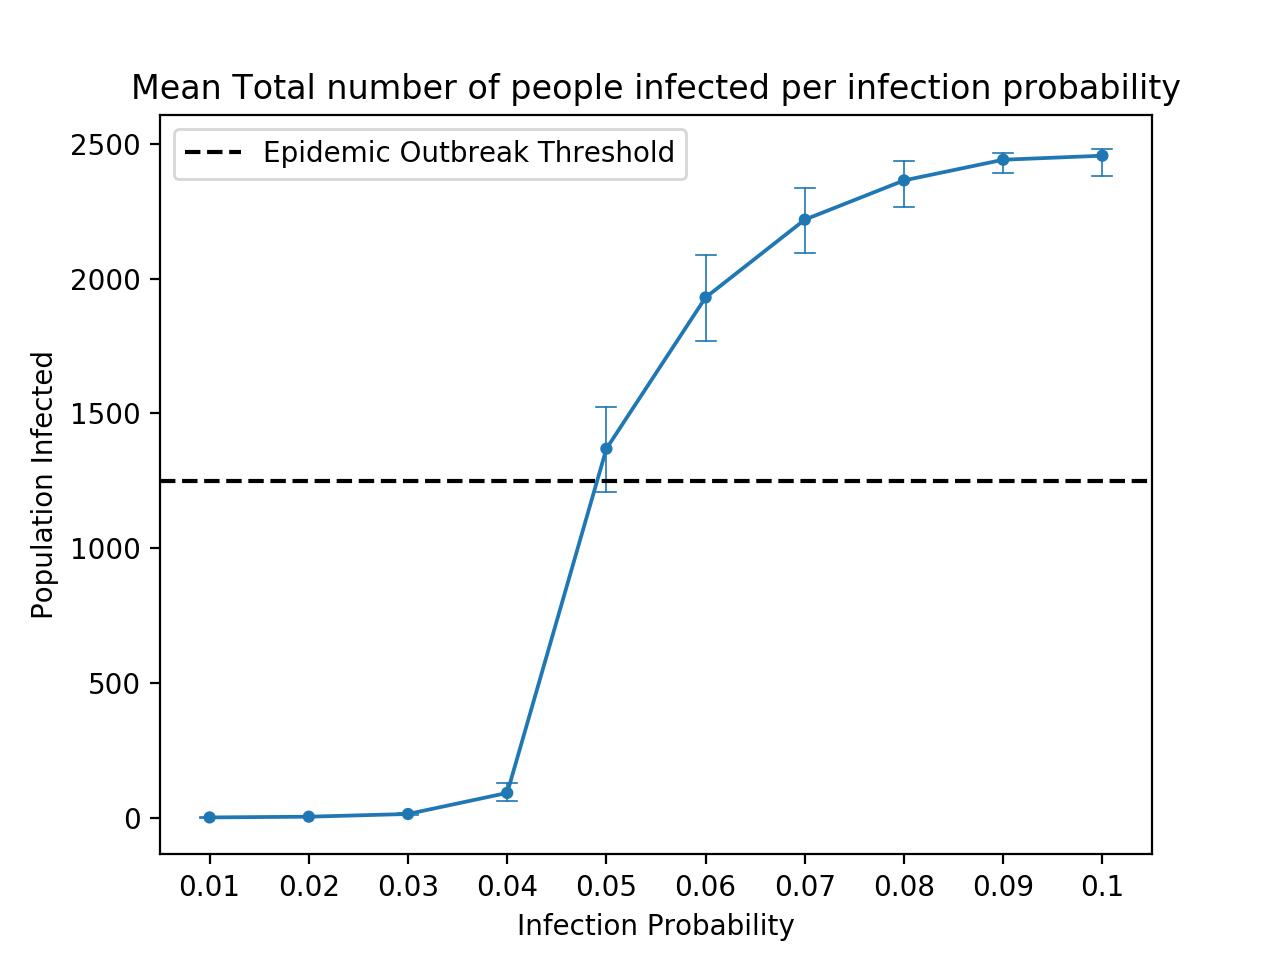 Mean Total number of people infected per infection probability
Epidemic Outbreak Threshold
2500
2000
1500
1000
500
0
Population Infected
0.01 0.02 0.03 0.04 0.05 0.06 0.07 0.08 0.09 0.1
Infection Probability